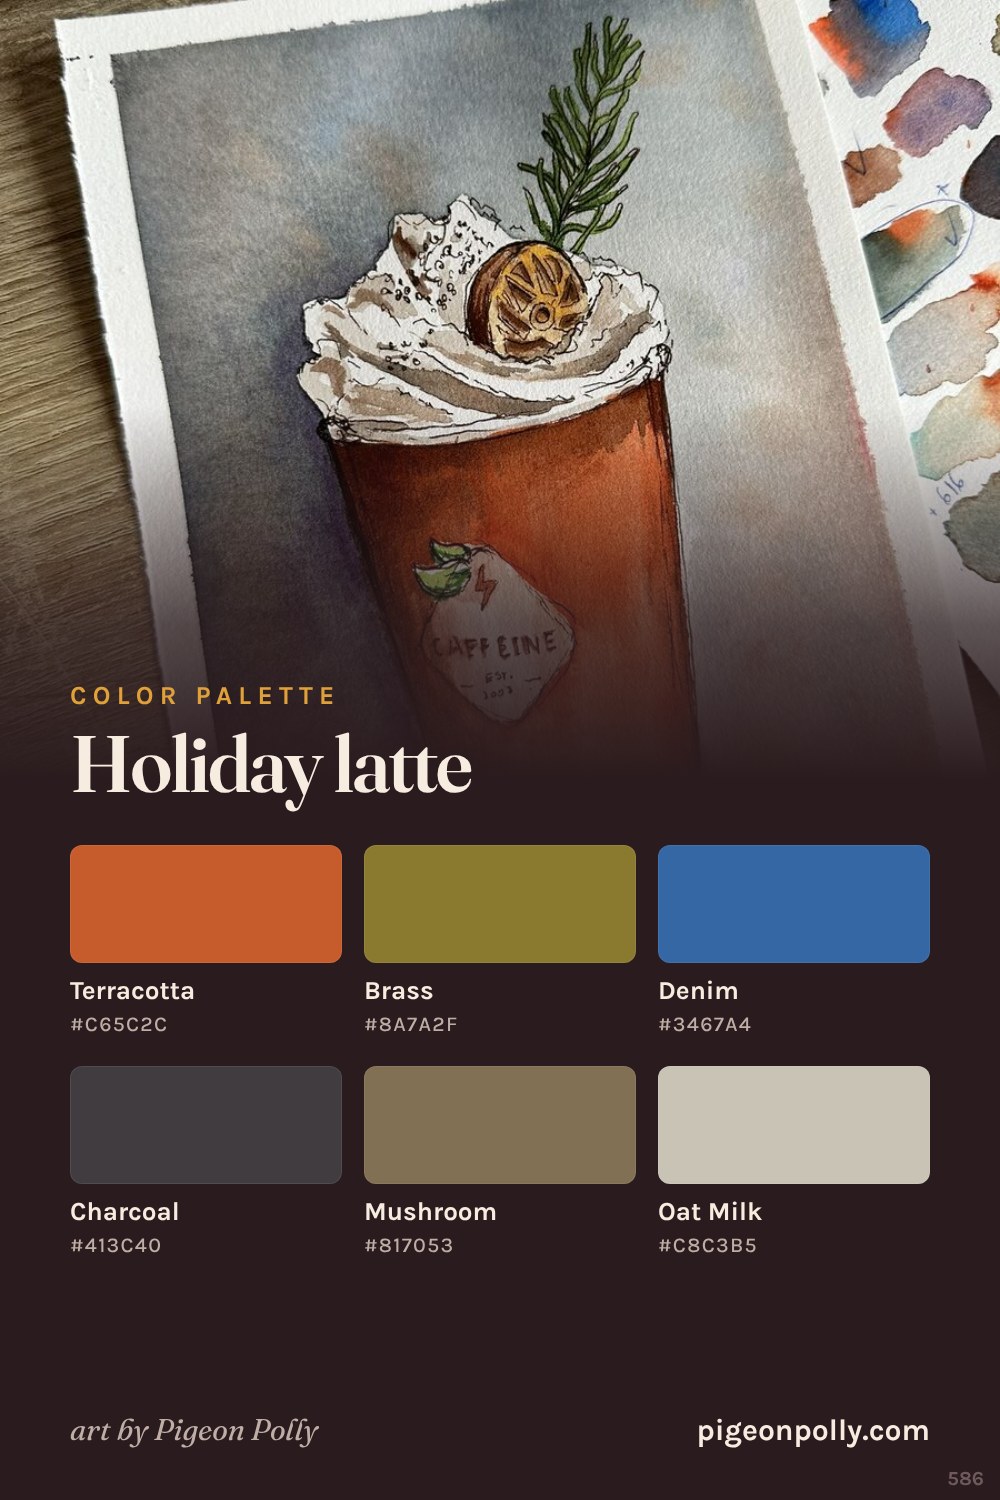 CAFFEINE
EST.
COLOR PALETTE
Holiday latte
Terracotta
#C65C2C
Brass
#8A7A2F
Denim
#3467A4
Charcoal
#413C40
Mushroom
#817053
Oat Milk
#C8C3B5
art by Pigeon Polly
pigeonpolly.com
586